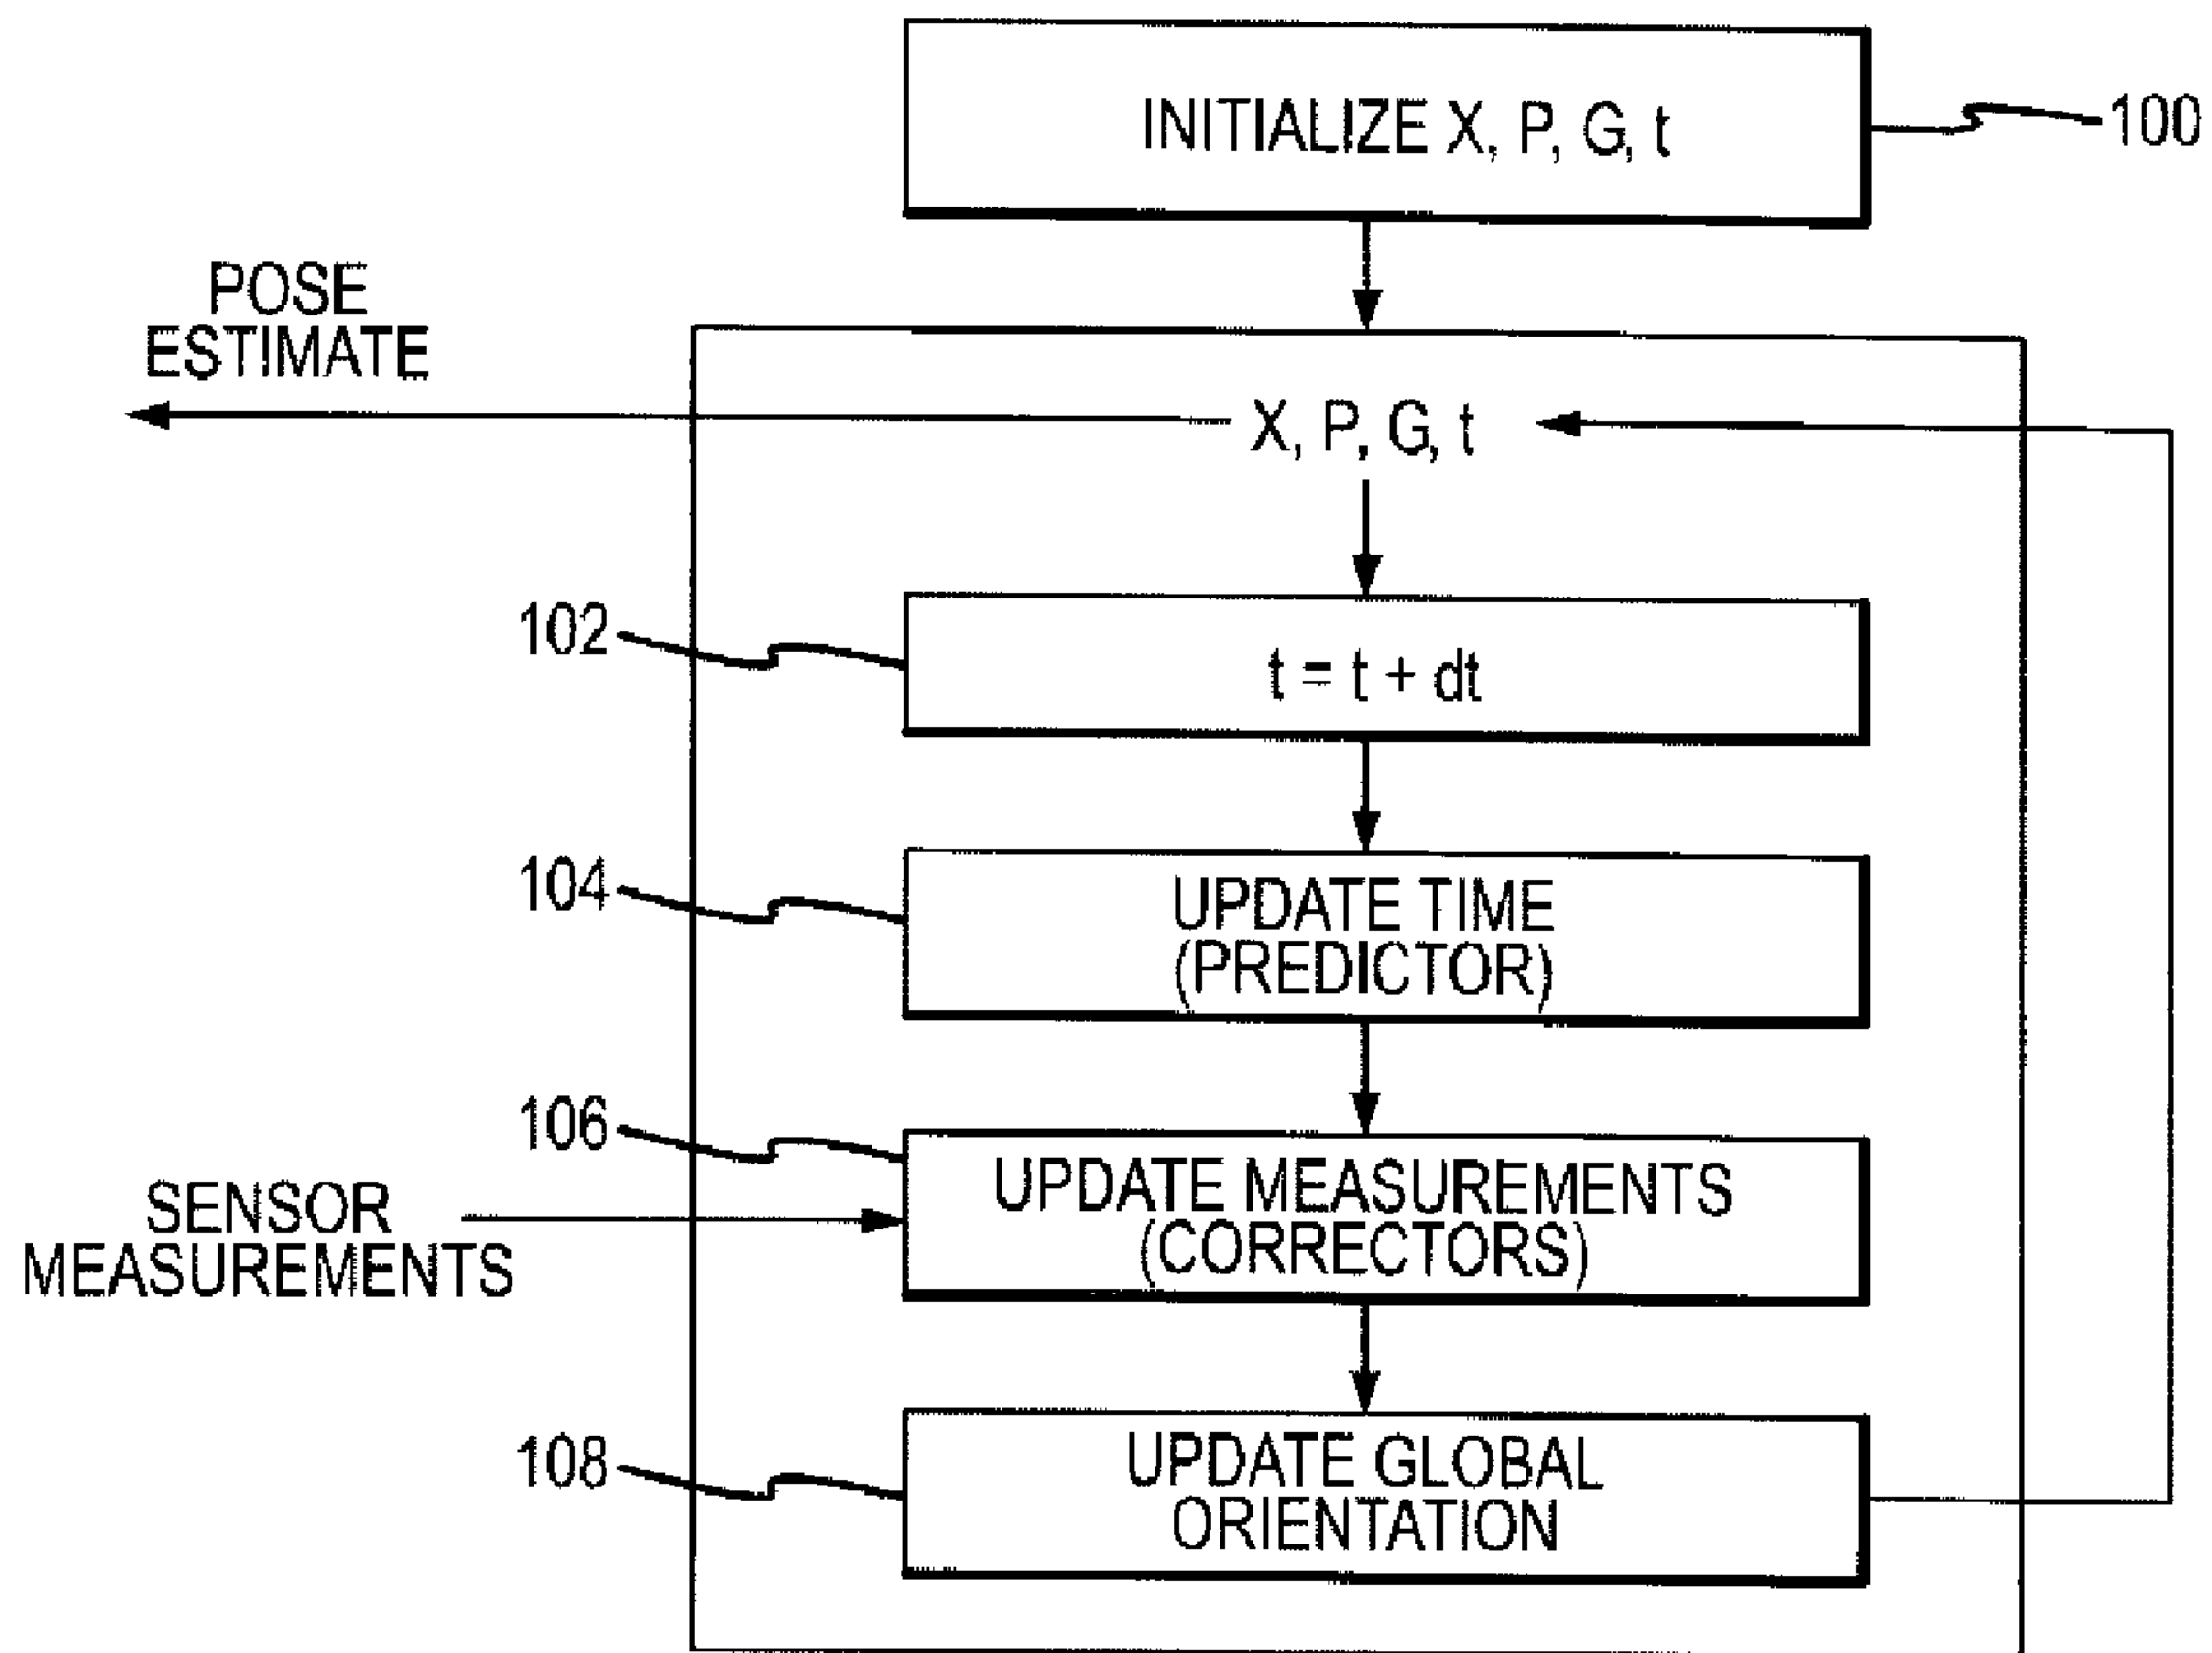 INITIALIZE X, P, G, t
100
POSE
ESTIMATE
X, P, G, t
102
t = t + dt
104
UPDATE TIME
(PREDICTOR)
106
UPDATE MEASUREMENTS
(CORRECTORS)
SENSOR
MEASUREMENTS
108
UPDATE GLOBAL
ORIENTATION